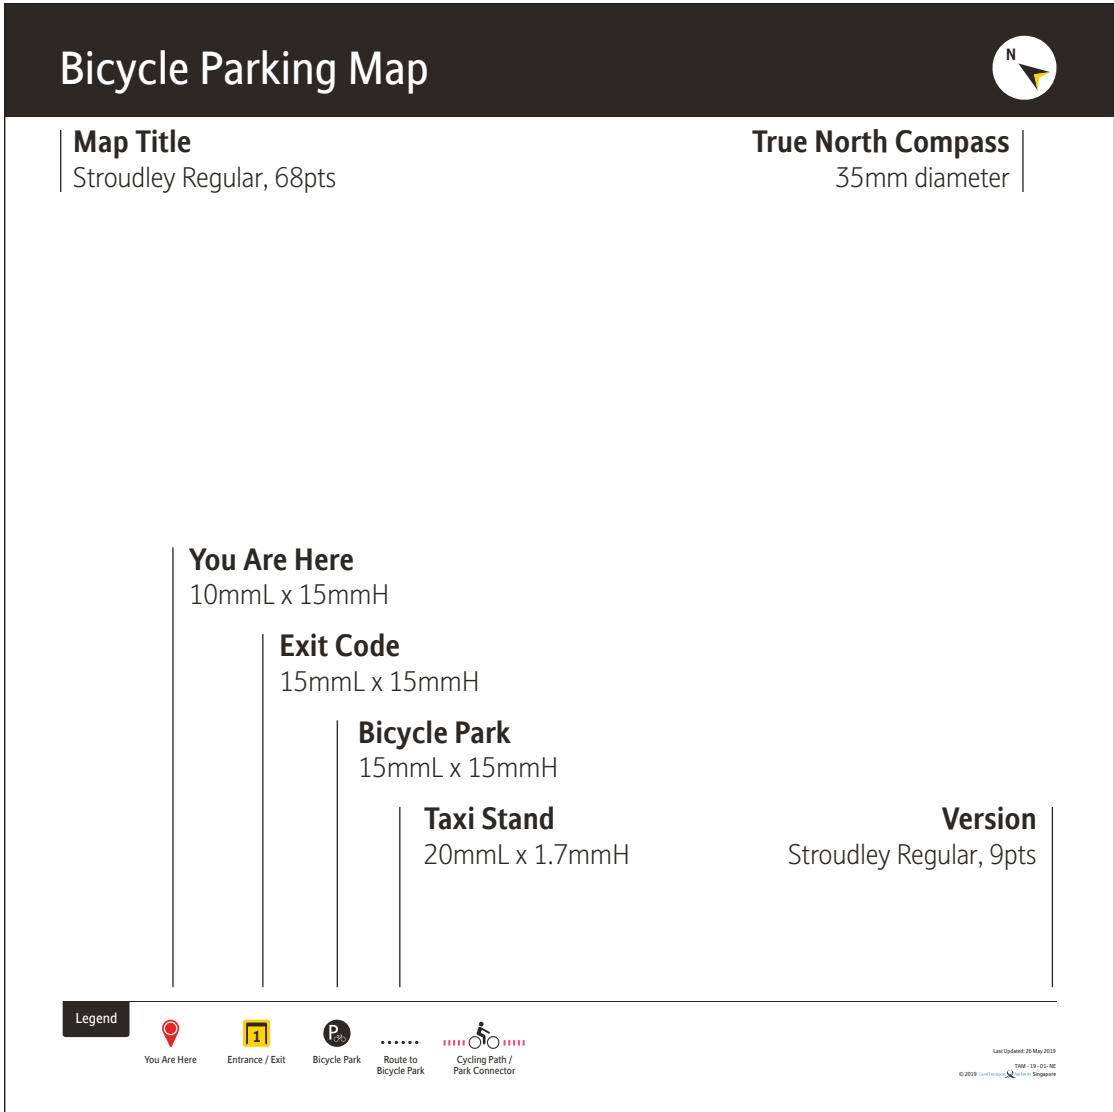 Bicycle Parking Map
N
Map Title
Stroudley Regular, 68pts
True North Compass
35mm diameter
You Are Here
10mmL x 15mmH
Exit Code
15mmL x 15mmH
Bicycle Park
15mmL x 15mmH
Taxi Stand
20mmL x 1.7mmH
Version
Stroudley Regular, 9pts
Legend
You Are Here
1
Entrance / Exit
P
Bicycle Park
Route to
Bicycle Park
Cycling Path /
Park Connector
Last Updated: 26 May 2019
TAM - 19 - 01- NE
© 2019 Land Transport Authority Singapore